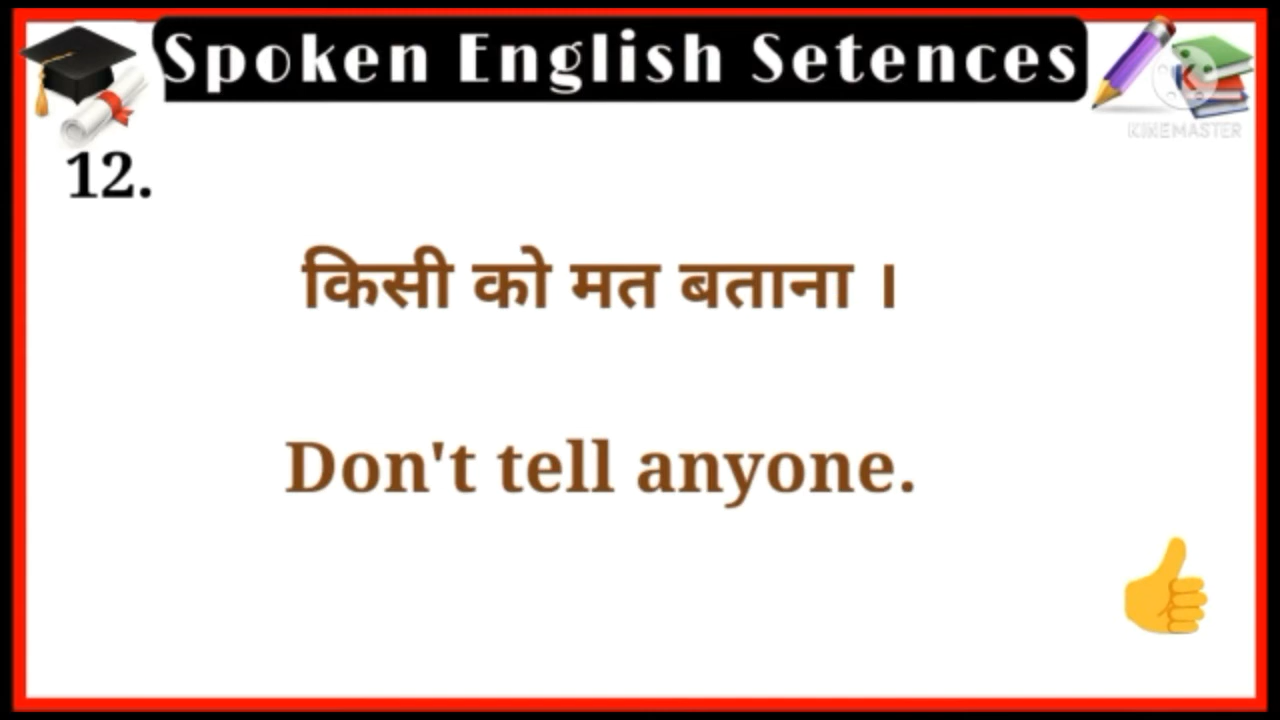 Spoken English Setences
KINEMASTER
12.
किसी को मत बताना ।
Don't tell anyone.